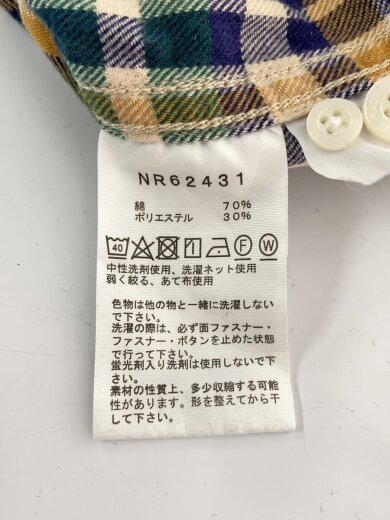 NR62431
綿 70%
ポリエステル 30%
40 F W
中性洗剤使用、洗濯ネット使用
弱く絞る、あて布使用
色物は他の物と一緒に洗濯しない
で下さい。
洗濯の際は、必ず面ファスナー・
ファスナー・ボタンを止めた状態
で行って下さい。
蛍光剤入り洗剤は使用しないで下
さい。
素材の性質上、多少収縮する可能
性があります。形を整えてから干
して下さい。